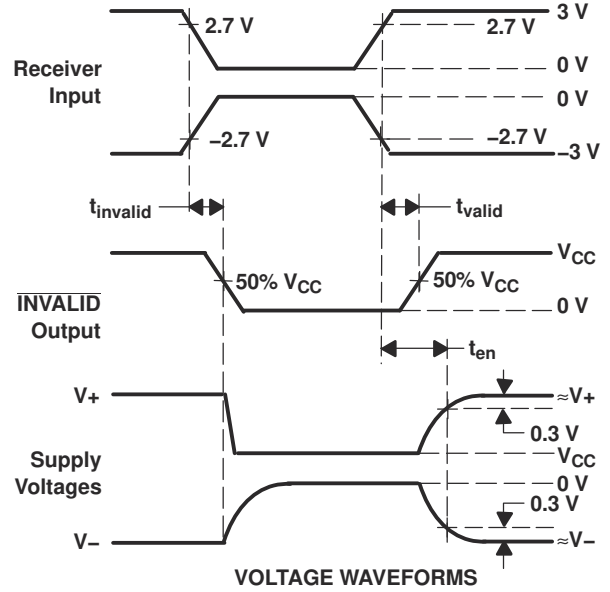 3 V
2.7 V
2.7 V
Receiver
Input
0 V
0 V
−2.7 V
−2.7 V
−3 V
tinvalid
tvalid
VCC
50% VCC
50% VCC
INVALID
Output
0 V
ten
V+
≈V+
0.3 V
VCC
Supply
Voltages
0 V
0.3 V
V−
≈V−
VOLTAGE WAVEFORMS